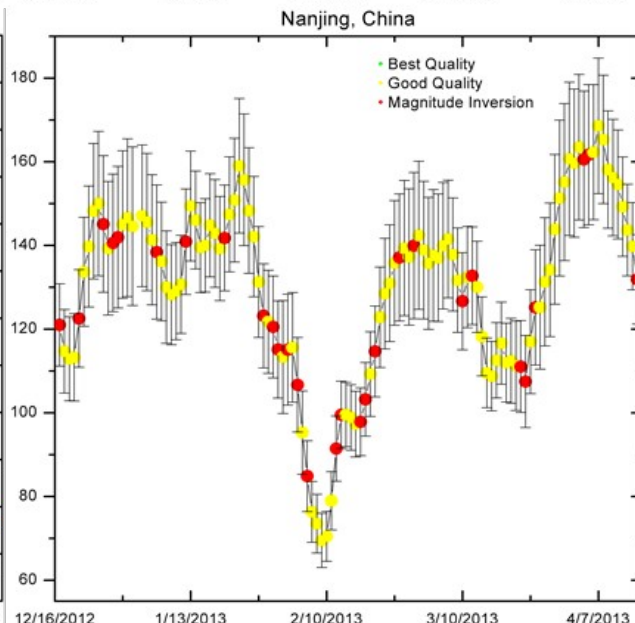 Nanjing, China
Best Quality
Good Quality
Magnitude Inversion
180
160
140
120
100
80
60
12/16/2012 1/13/2013 2/10/2013 3/10/2013 4/7/2013